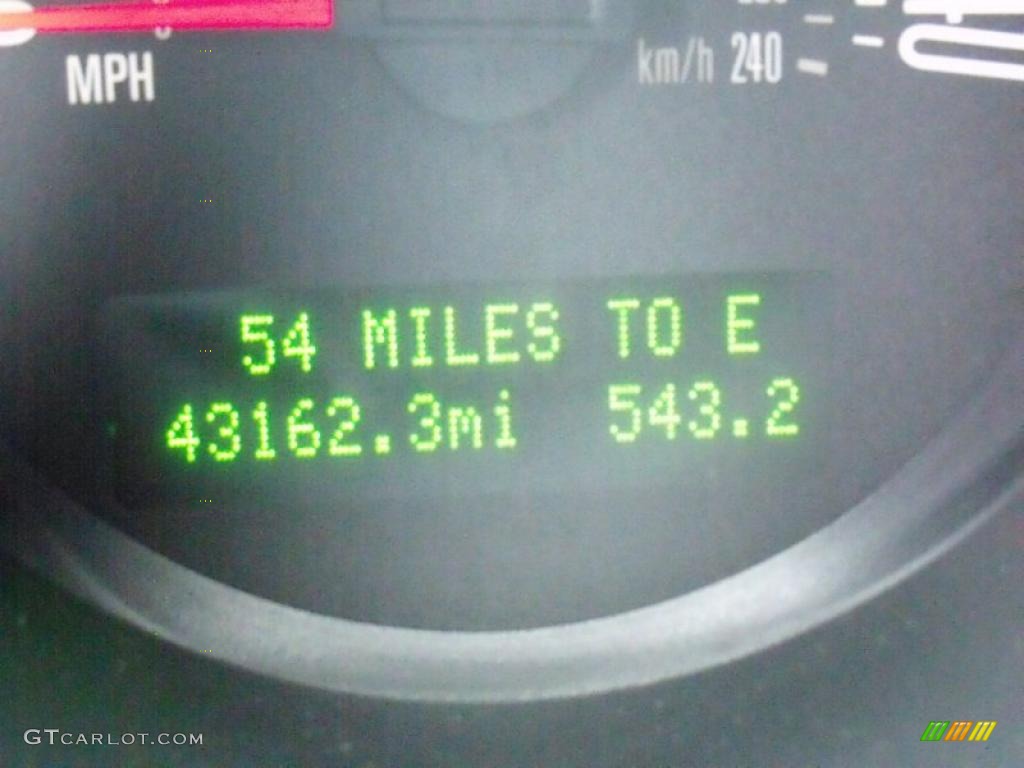 MPH
km/h 240
54 MILES TO E
43162.3mi 543.2
GTCARLOT.COM